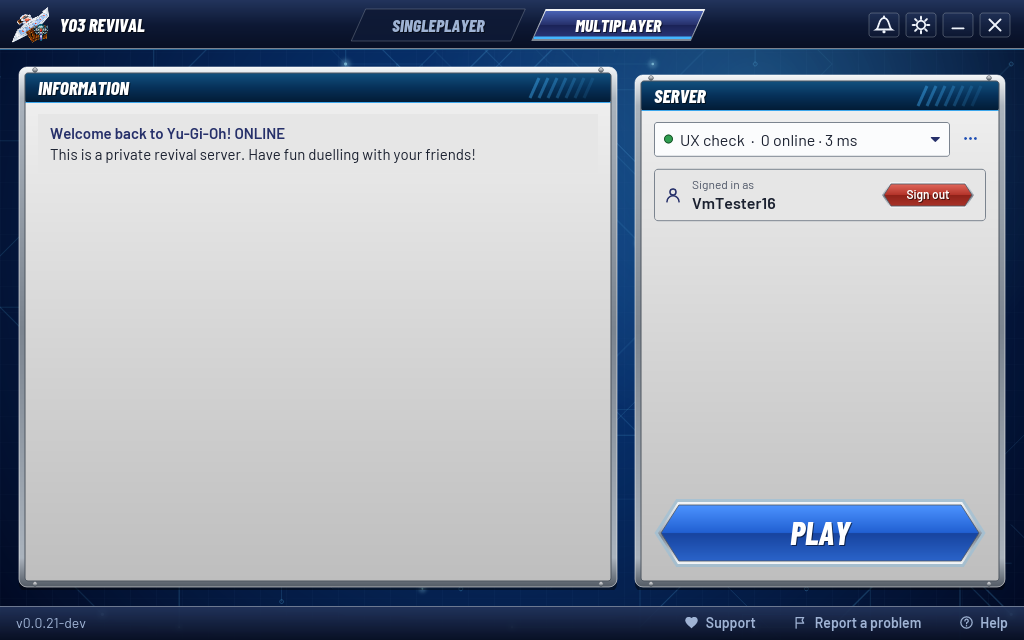 YO3 REVIVAL
SINGLEPLAYER
MULTIPLAYER
INFORMATION
Welcome back to Yu-Gi-Oh! ONLINE
This is a private revival server. Have fun duelling with your friends!
SERVER
UX check · 0 online · 3 ms
Signed in as
VmTester16
Sign out
PLAY
v0.0.21-dev
Support
Report a problem
Help